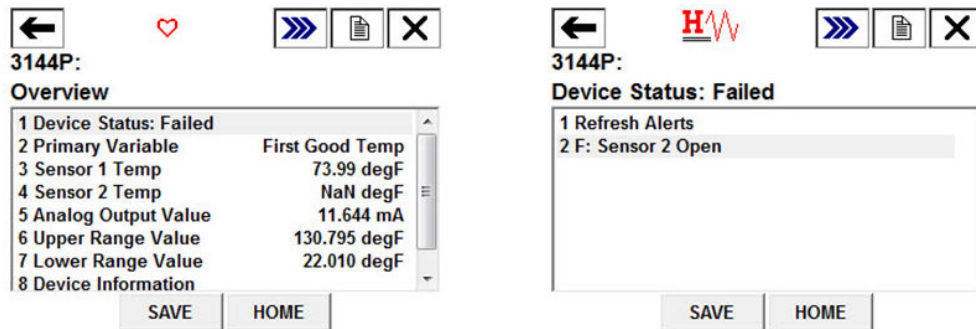 3144P:
Overview
1 Device Status: Failed
2 Primary Variable First Good Temp
3 Sensor 1 Temp 73.99 degF
4 Sensor 2 Temp NaN degF
5 Analog Output Value 11.644 mA
6 Upper Range Value 130.795 degF
7 Lower Range Value 22.010 degF
8 Device Information
SAVE HOME
H
3144P:
Device Status: Failed
1 Refresh Alerts
2 F: Sensor 2 Open
SAVE HOME